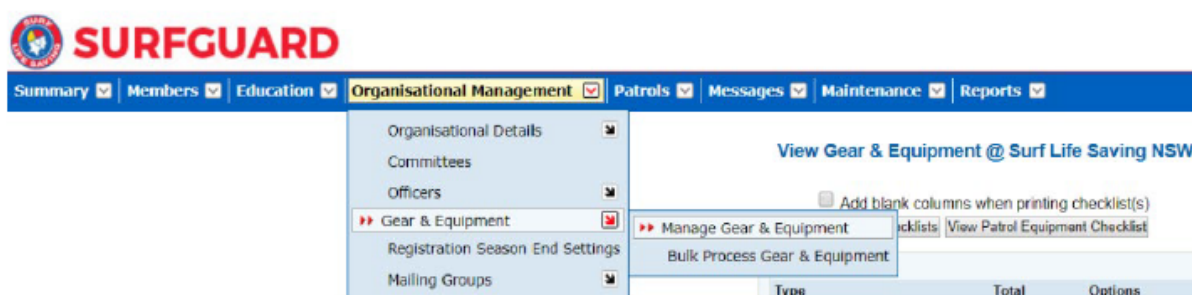 SURF LIFE SAVING
SURFGUARD
Summary Members Education Organisational Management Patrols Messages Maintenance Reports
Organisational Details
Committees
Officers
Gear & Equipment
Registration Season End Settings
Mailing Groups
Manage Gear & Equipment
Bulk Process Gear & Equipment
View Gear & Equipment @ Surf Life Saving NSW
Add blank columns when printing checklist(s)
cklists View Patrol Equipment Checklist
Type Total Options